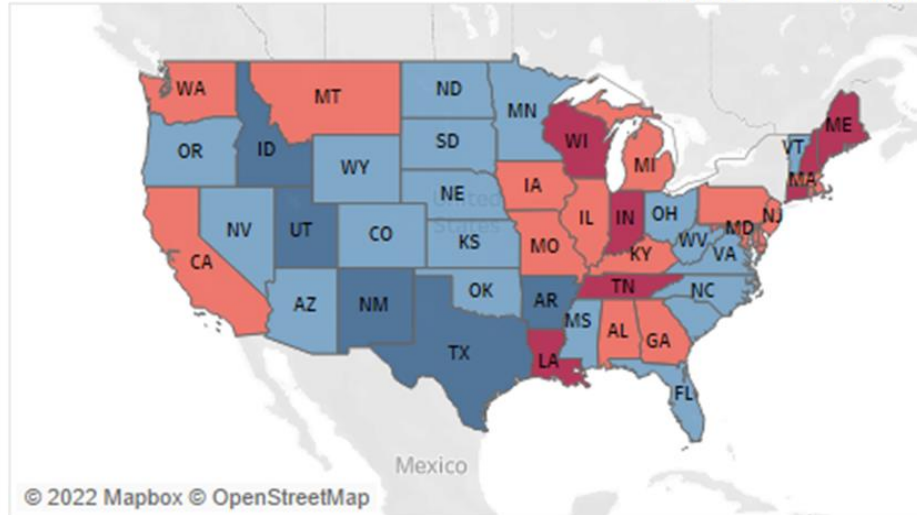 WA
MT
ND
MN
ME
VT
OR
ID
SD
WI
MI
MA
WY
NE
IA
United
States
NV
UT
CO
KS
IL
IN
OH
NJ
MD
WV
VA
CA
MO
KY
AZ
NM
OK
AR
TN
NC
TX
MS
AL
GA
LA
FL
Mexico
© 2022 Mapbox © OpenStreetMap